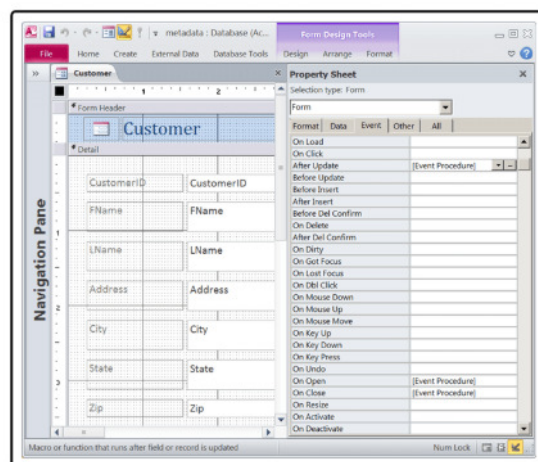 metadata : Database (Ac...
Form Design Tools
File
Home
Create
External Data
Database Tools
Design
Arrange
Format
Customer
Form Header
Customer
Detail
CustomerID CustomerID
FName FName
LName LName
Address Address
City City
State State
Zip Zip
Navigation Pane
Property Sheet
Selection type: Form
Form
Format Data Event Other All
On Load
On Click
After Update [Event Procedure]
Before Update
Before Insert
After Insert
Before Del Confirm
On Delete
After Del Confirm
On Dirty
On Got Focus
On Lost Focus
On Dbl Click
On Mouse Down
On Mouse Up
On Mouse Move
On Key Up
On Key Down
On Key Press
On Undo
On Open [Event Procedure]
On Close [Event Procedure]
On Resize
On Activate
On Deactivate
Macro or function that runs after field or record is updated
Num Lock